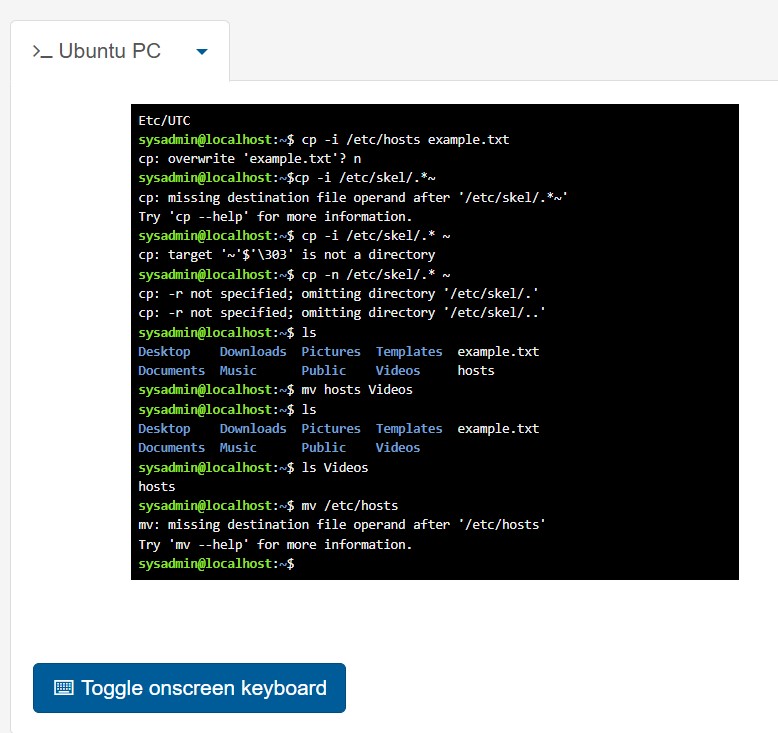 >_ Ubuntu PC
Etc/UTC
sysadmin@localhost:~$ cp -i /etc/hosts example.txt
cp: overwrite 'example.txt'? n
sysadmin@localhost:~$cp -i /etc/skel/.*~
cp: missing destination file operand after '/etc/skel/.*~'
Try 'cp --help' for more information.
sysadmin@localhost:~$ cp -i /etc/skel/.* ~
cp: target '~'$'\303' is not a directory
sysadmin@localhost:~$ cp -n /etc/skel/.* ~
cp: -r not specified; omitting directory '/etc/skel/.'
cp: -r not specified; omitting directory '/etc/skel/..'
sysadmin@localhost:~$ ls
Desktop Downloads Pictures Templates example.txt
Documents Music Public Videos hosts
sysadmin@localhost:~$ mv hosts Videos
sysadmin@localhost:~$ ls
Desktop Downloads Pictures Templates example.txt
Documents Music Public Videos
sysadmin@localhost:~$ ls Videos
hosts
sysadmin@localhost:~$ mv /etc/hosts
mv: missing destination file operand after '/etc/hosts'
Try 'mv --help' for more information.
sysadmin@localhost:~$
Toggle onscreen keyboard